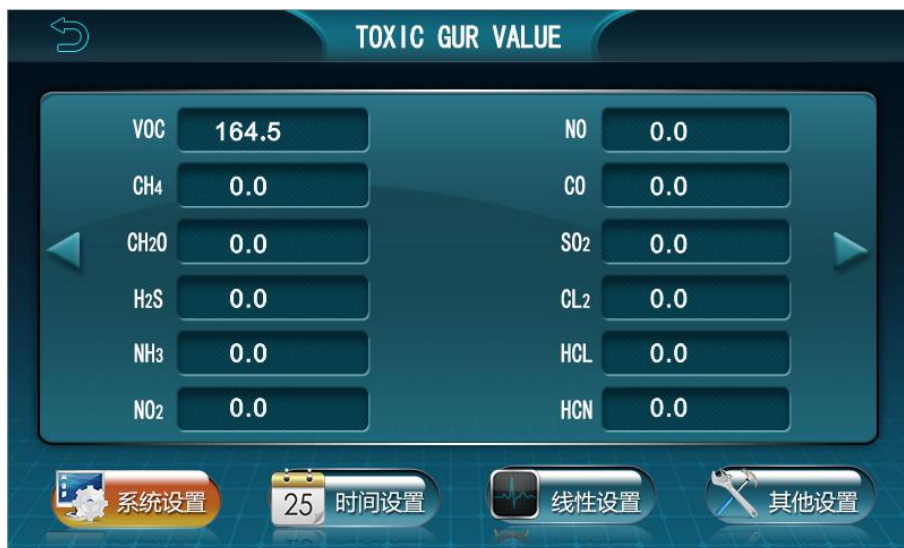 TOXIC GUR VALUE
VOC 164.5 NO 0.0
CH4 0.0 CO 0.0
CH2O 0.0 SO2 0.0
H2S 0.0 CL2 0.0
NH3 0.0 HCL 0.0
NO2 0.0 HCN 0.0
系统设置 25 时间设置 线性设置 其他设置